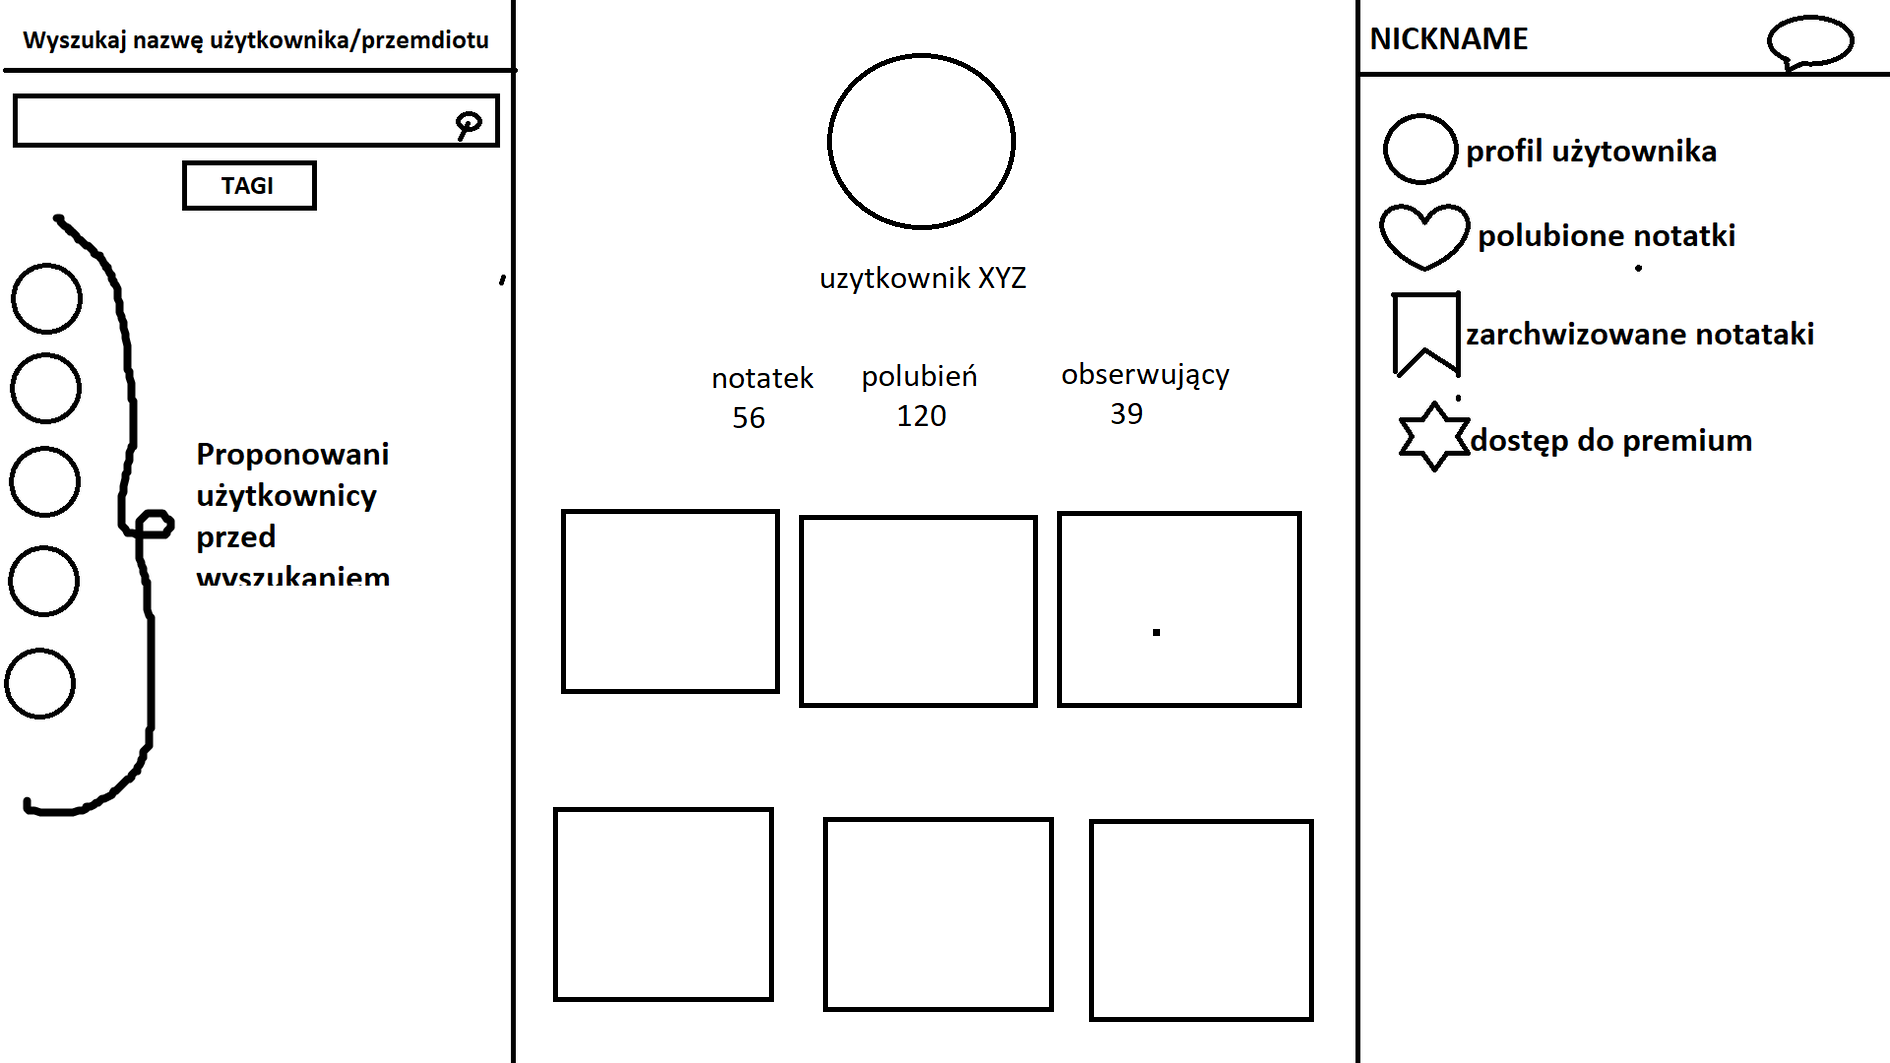 Wyszukaj nazwę użytkownika/przemdiotu
TAGI
Proponowani
użytkownicy
przed
wyszukaniem
uzytkownik XYZ
notatek polubień obserwujący
56 120 39
NICKNAME
profil użytownika
polubione notatki
zarchwizowane notataki
dostęp do premium